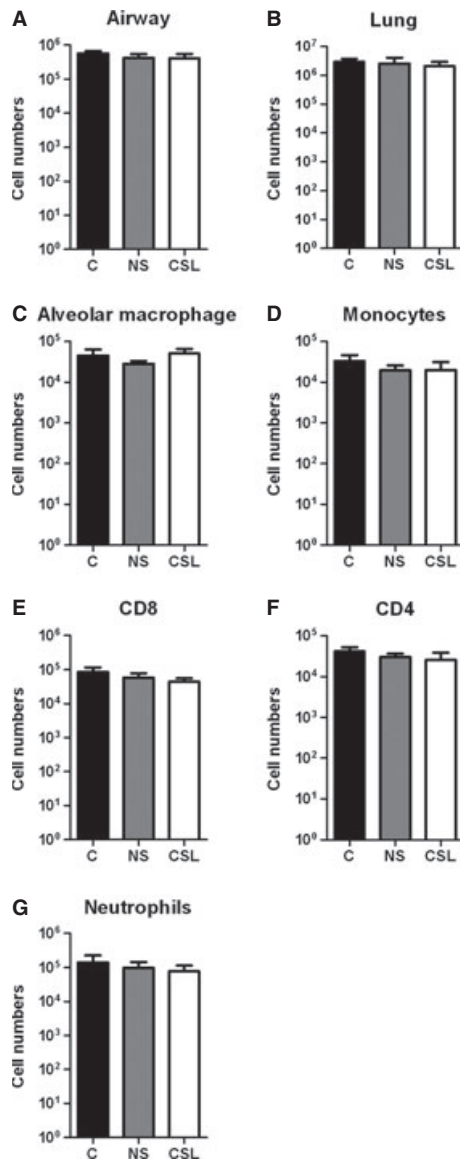 A Airway
Cell numbers
10⁶
10⁵
10⁴
10³
10²
10¹
10⁰
C NS CSL
B Lung
Cell numbers
10⁷
10⁶
10⁵
10⁴
10³
10²
10¹
10⁰
C NS CSL
C Alveolar macrophage
Cell numbers
10⁵
10⁴
10³
10²
10¹
10⁰
C NS CSL
D Monocytes
Cell numbers
10⁵
10⁴
10³
10²
10¹
10⁰
C NS CSL
E CD8
Cell numbers
10⁶
10⁵
10⁴
10³
10²
10¹
10⁰
C NS CSL
F CD4
Cell numbers
10⁵
10⁴
10³
10²
10¹
10⁰
C NS CSL
G Neutrophils
Cell numbers
10⁶
10⁵
10⁴
10³
10²
10¹
10⁰
C NS CSL